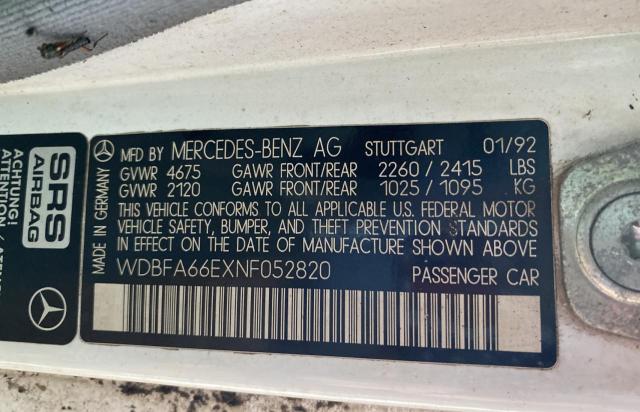 ACHTUNG!
SRS
AIRBAG
MADE IN GERMANY
MFD BY MERCEDES-BENZ AG STUTTGART 01/92
GVWR 4675 GAWR FRONT/REAR 2260 / 2415 LBS
GVWR 2120 GAWR FRONT/REAR 1025 / 1095 KG
THIS VEHICLE CONFORMS TO ALL APPLICABLE U.S. FEDERAL MOTOR
VEHICLE SAFETY, BUMPER, AND THEFT PREVENTION STANDARDS
IN EFFECT ON THE DATE OF MANUFACTURE SHOWN ABOVE
WDBFA66EXNF052820 PASSENGER CAR